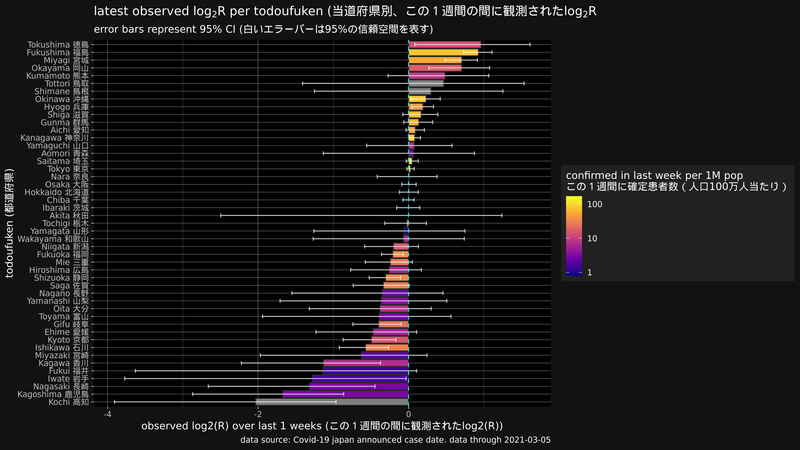 latest observed log2R per todoufuken (当道府県別、この１週間の間に観測されたlog2R
error bars represent 95% CI (白いエラーバーは95%の信頼空間を表す)
todoufuken (都道府県)
Tokushima 徳島
Fukushima 福島
Miyagi 宮城
Okayama 岡山
Kumamoto 熊本
Tottori 鳥取
Shimane 島根
Okinawa 沖縄
Hyogo 兵庫
Shiga 滋賀
Gunma 群馬
Aichi 愛知
Kanagawa 神奈川
Yamaguchi 山口
Aomori 青森
Saitama 埼玉
Tokyo 東京
Nara 奈良
Osaka 大阪
Hokkaido 北海道
Chiba 千葉
Ibaraki 茨城
Akita 秋田
Tochigi 栃木
Yamagata 山形
Wakayama 和歌山
Niigata 新潟
Fukuoka 福岡
Mie 三重
Hiroshima 広島
Shizuoka 静岡
Saga 佐賀
Nagano 長野
Yamanashi 山梨
Oita 大分
Toyama 富山
Gifu 岐阜
Ehime 愛媛
Kyoto 京都
Ishikawa 石川
Miyazaki 宮崎
Kagawa 香川
Fukui 福井
Iwate 岩手
Nagasaki 長崎
Kagoshima 鹿児島
Kochi 高知
-4 -2 0
observed log2(R) over last 1 weeks (この１週間の間に観測されたlog2(R))
data source: Covid-19 japan announced case date. data through 2021-03-05
confirmed in last week per 1M pop
この１週間に確定患者数 ( 人口100万人当たり )
100
10
1